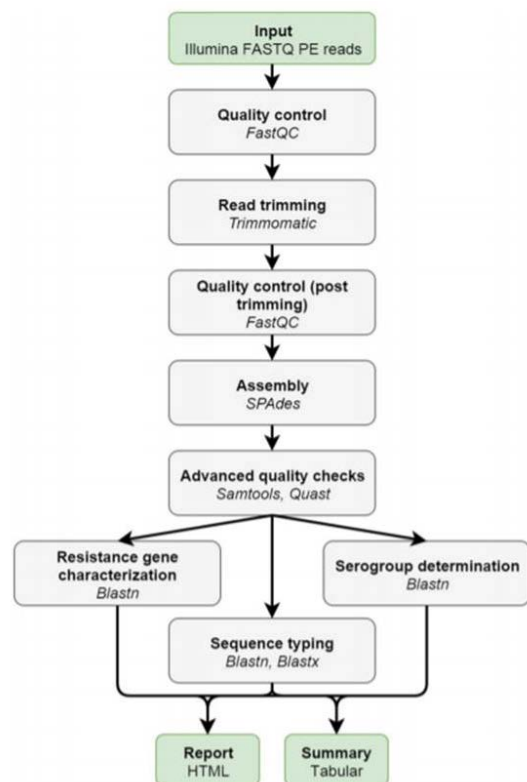 Input
Illumina FASTQ PE reads
Quality control
FastQC
Read trimming
Trimmomatic
Quality control (post
trimming)
FastQC
Assembly
SPAdes
Advanced quality checks
Samtools, Quast
Resistance gene
characterization
Blastn
Serogroup determination
Blastn
Sequence typing
Blastn, Blastx
Report
HTML
Summary
Tabular